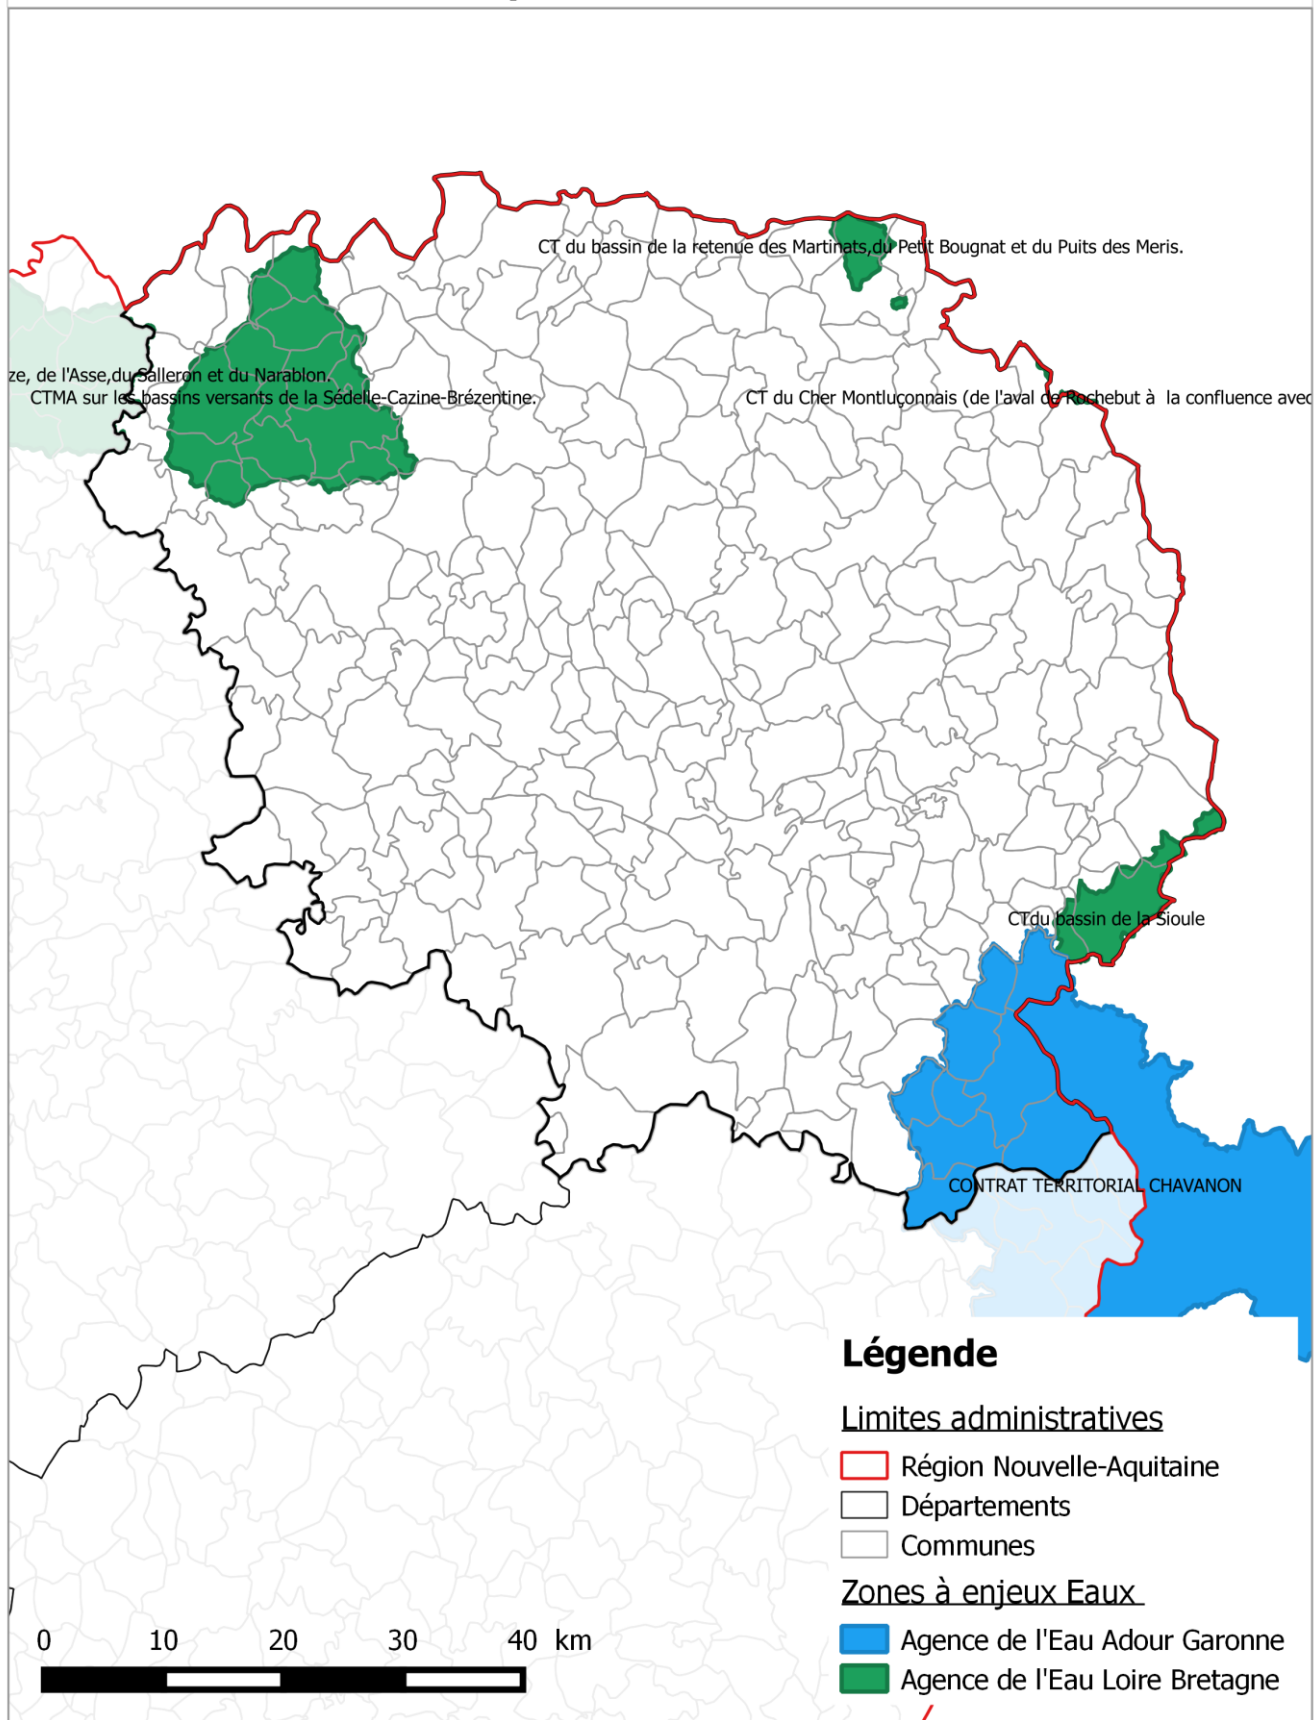 CT du bassin de la retenue des Martinats,du Petit Bougnat et du Puits des Meris.
ze, de l'Asse,du Salleron et du Narablon.
CTMA sur les bassins versants de la Sédelle-Cazine-Brézentine.
CT du Cher Montluçonnais (de l'aval de Rochebut à la confluence avec
CTdu bassin de la Sioule
CONTRAT TERRITORIAL CHAVANON
Légende
Limites administratives
Région Nouvelle-Aquitaine
Départements
Communes
Zones à enjeux Eaux
Agence de l'Eau Adour Garonne
Agence de l'Eau Loire Bretagne
0 10 20 30 40 km